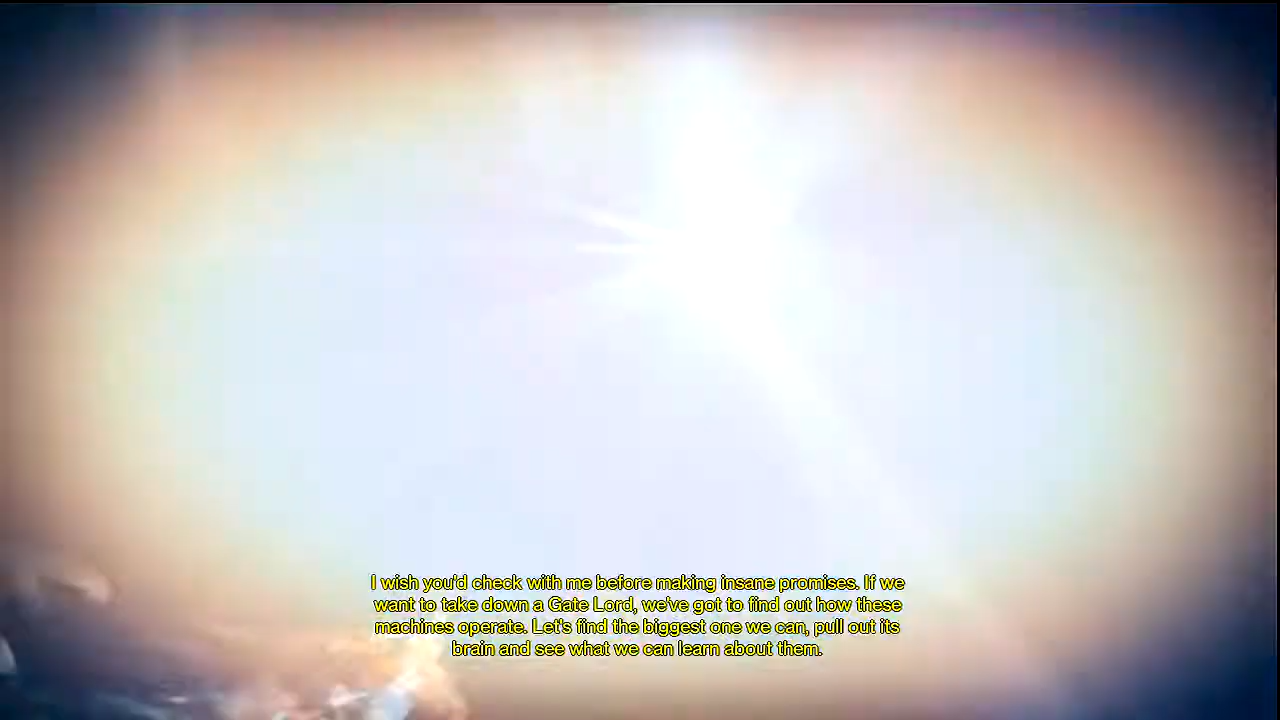 I wish you'd check with me before making insane promises. If we
want to take down a Gate Lord, we've got to find out how these
machines operate. Let's find the biggest one we can, pull out its
brain and see what we can learn about them.